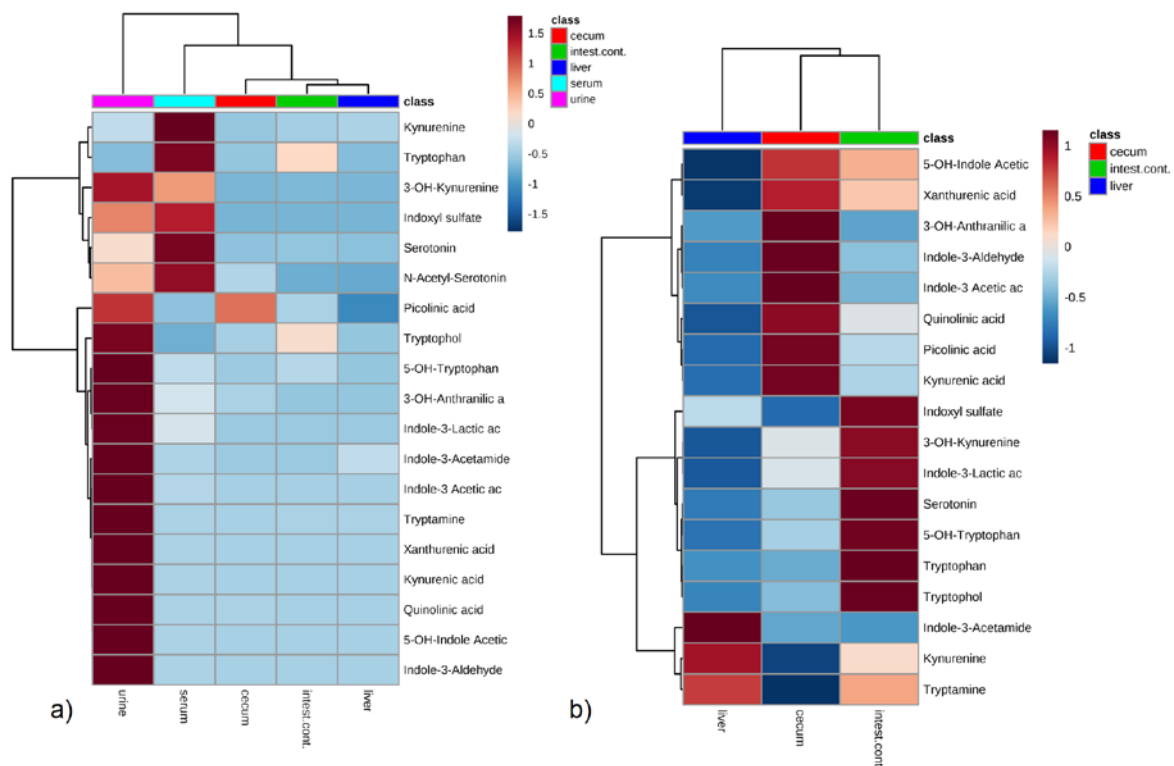 class
cecum
intest.cont.
liver
serum
urine
1.5
1
0.5
0
-0.5
-1
-1.5
class
Kynurenine
Tryptophan
3-OH-Kynurenine
Indoxyl sulfate
Serotonin
N-Acetyl-Serotonin
Picolinic acid
Tryptophol
5-OH-Tryptophan
3-OH-Anthranilic a
Indole-3-Lactic ac
Indole-3-Acetamide
Indole-3 Acetic ac
Tryptamine
Xanthurenic acid
Kynurenic acid
Quinolinic acid
5-OH-Indole Acetic
Indole-3-Aldehyde
urine
serum
cecum
intest.cont.
liver
a)
class
class
cecum
intest.cont.
liver
1
0.5
0
-0.5
-1
5-OH-Indole Acetic
Xanthurenic acid
3-OH-Anthranilic a
Indole-3-Aldehyde
Indole-3 Acetic ac
Quinolinic acid
Picolinic acid
Kynurenic acid
Indoxyl sulfate
3-OH-Kynurenine
Indole-3-Lactic ac
Serotonin
5-OH-Tryptophan
Tryptophan
Tryptophol
Indole-3-Acetamide
Kynurenine
Tryptamine
liver
cecum
intest.cont.
b)